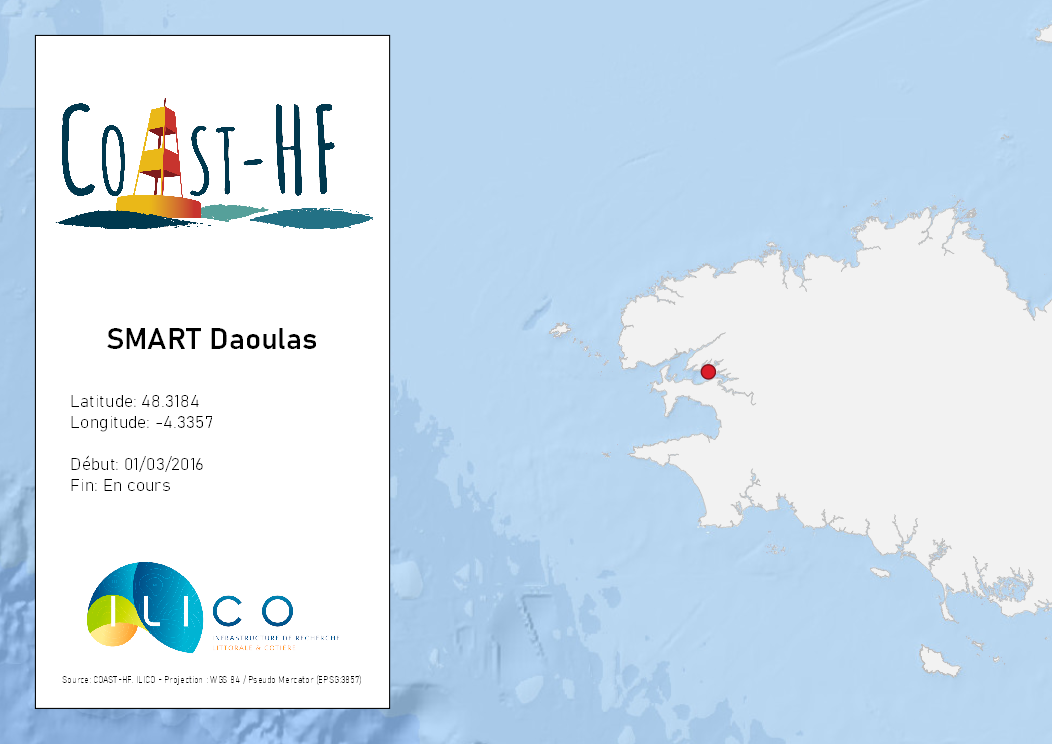 COAST-HF
SMART Daoulas
Latitude: 48.3184
Longitude: -4.3357
Début: 01/03/2016
Fin: En cours
ILICO
INFRASTRUCTURE DE RECHERCHE
LITTORALE & CÔTIÈRE
Source: COAST-HF, ILICO - Projection : WGS 84 / Pseudo Mercator (EPSG:3857)